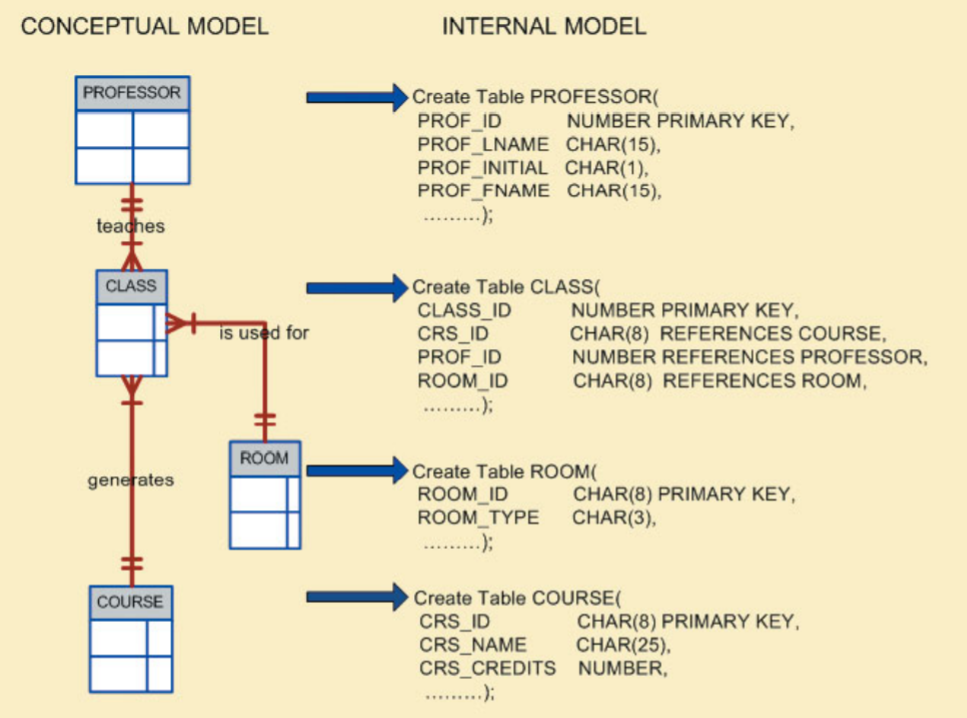 CONCEPTUAL MODEL
INTERNAL MODEL
PROFESSOR
teaches
CLASS
is used for
ROOM
generates
COURSE
Create Table PROFESSOR(
PROF_ID NUMBER PRIMARY KEY,
PROF_LNAME CHAR(15),
PROF_INITIAL CHAR(1),
PROF_FNAME CHAR(15),
.........);
Create Table CLASS(
CLASS_ID NUMBER PRIMARY KEY,
CRS_ID CHAR(8) REFERENCES COURSE,
PROF_ID NUMBER REFERENCES PROFESSOR,
ROOM_ID CHAR(8) REFERENCES ROOM,
.........);
Create Table ROOM(
ROOM_ID CHAR(8) PRIMARY KEY,
ROOM_TYPE CHAR(3),
.........);
Create Table COURSE(
CRS_ID CHAR(8) PRIMARY KEY,
CRS_NAME CHAR(25),
CRS_CREDITS NUMBER,
.........);